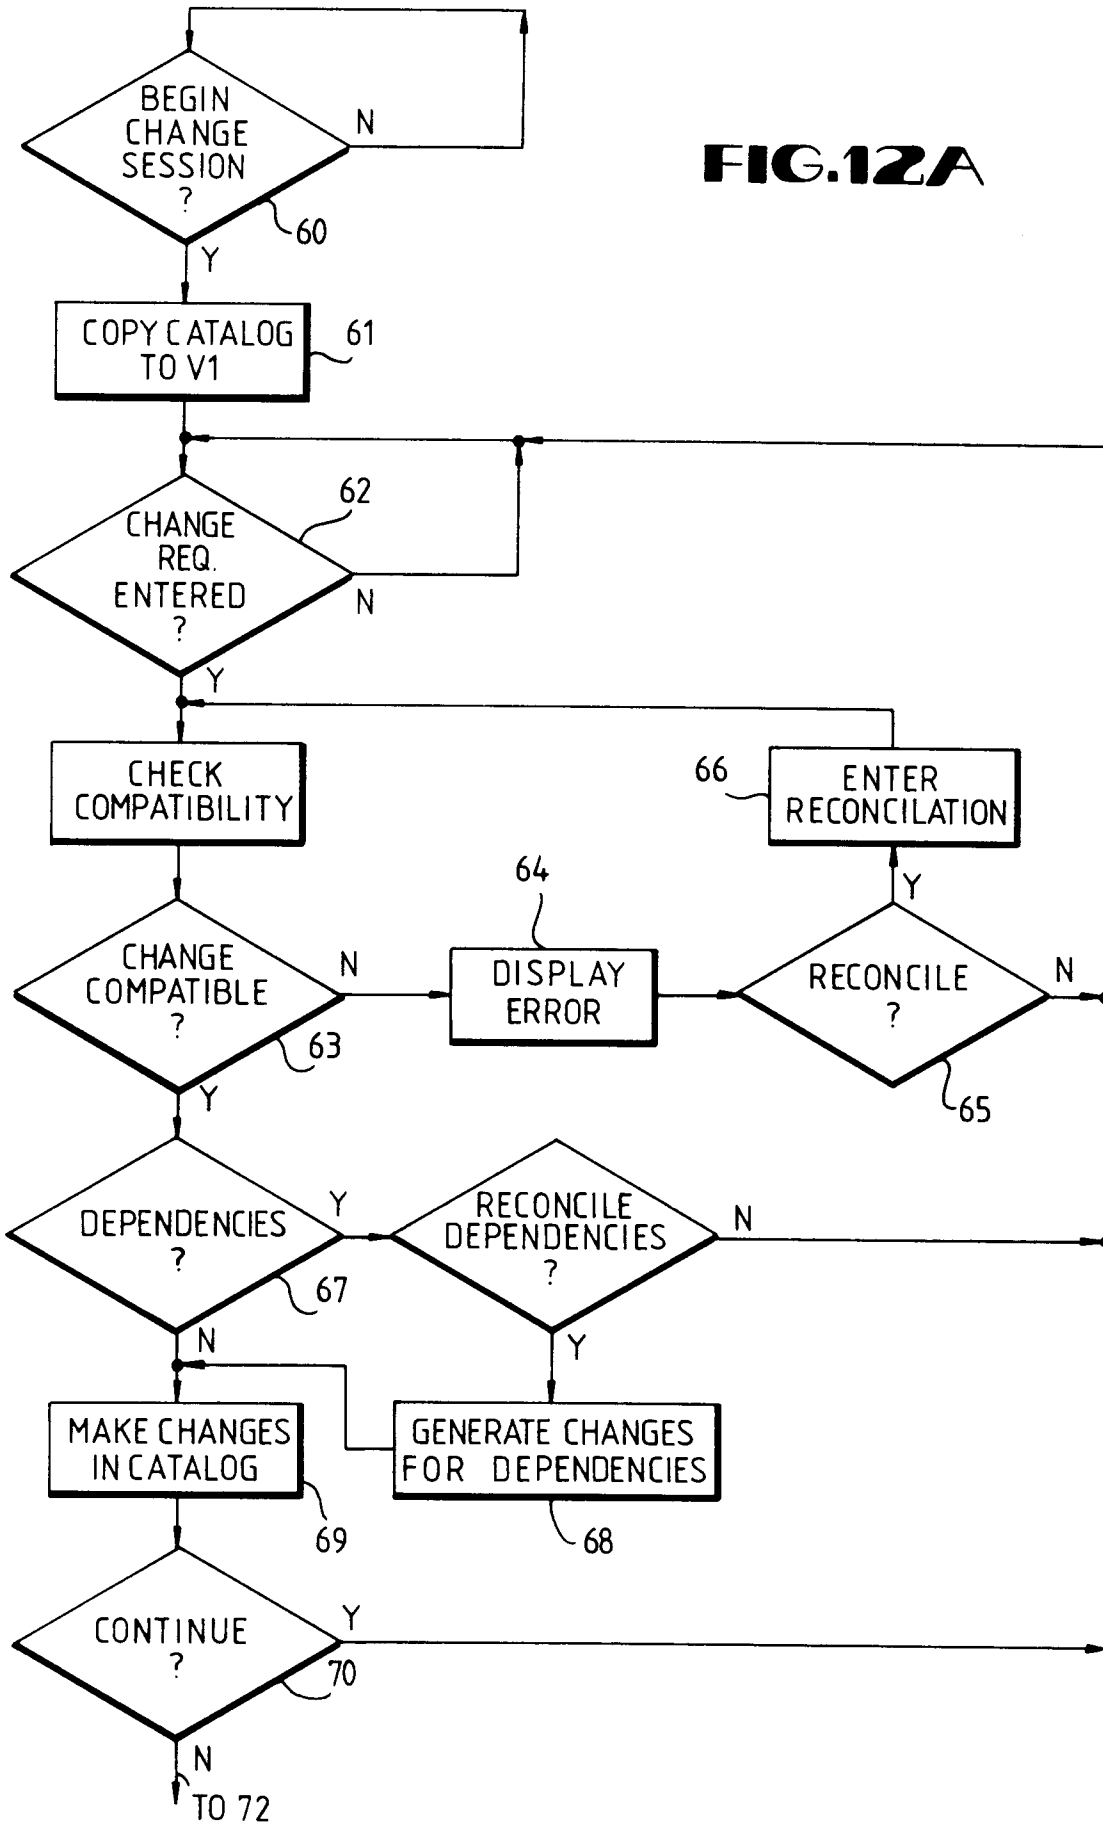 FIG.12A
BEGIN
CHANGE
SESSION
?
N
60
Y
COPY CATALOG
TO V1
61
CHANGE
REQ.
ENTERED
?
62
N
Y
CHECK
COMPATIBILITY
66
ENTER
RECONCILATION
Y
64
CHANGE
COMPATIBLE
?
N
63
DISPLAY
ERROR
RECONCILE
?
N
65
Y
DEPENDENCIES
?
Y
67
RECONCILE
DEPENDENCIES
?
N
N
Y
MAKE CHANGES
IN CATALOG
69
GENERATE CHANGES
FOR DEPENDENCIES
68
CONTINUE
?
Y
70
N
TO 72